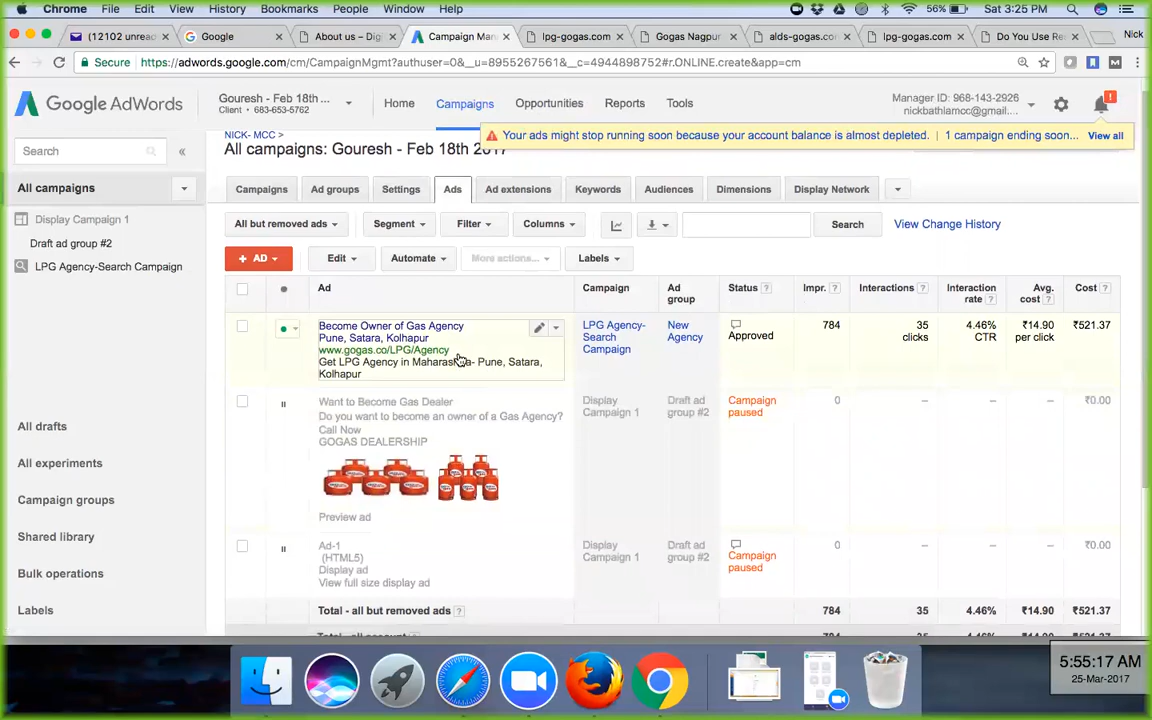 Chrome File Edit View History Bookmarks People Window Help 56% Sat 3:25 PM
(12102 unrea
Google
About us – Digi
Campaign Man
lpg-gogas.com
Gogas Nagpur
alds-gogas.com
lpg-gogas.com
Do You Use Re
Nick
Secure https://adwords.google.com/cm/CampaignMgmt?authuser=0&__u=8955267561&__c=4944898752#r.ONLINE.create&app=cm
Google AdWords
Gouresh - Feb 18th ...
Client • 683-653-5762
Home Campaigns Opportunities Reports Tools
Manager ID: 968-143-2926
nickbathlamcc@gmail....
!
Your ads might stop running soon because your account balance is almost depleted. | 1 campaign ending soon... View all
NICK- MCC >
All campaigns: Gouresh - Feb 18th 2017
Search
«
All campaigns
Display Campaign 1
Draft ad group #2
LPG Agency-Search Campaign
All drafts
All experiments
Campaign groups
Shared library
Bulk operations
Labels
Campaigns Ad groups Settings Ads Ad extensions Keywords Audiences Dimensions Display Network
All but removed ads Segment Filter Columns Search View Change History
+ AD Edit Automate More actions... Labels
Ad Campaign Ad group Status ? Impr. ? Interactions ? Interaction rate ? Avg. cost ? Cost ?
Become Owner of Gas Agency
Pune, Satara, Kolhapur
www.gogas.co/LPG/Agency
Get LPG Agency in Maharashtra- Pune, Satara,
Kolhapur
LPG Agency-
Search
Campaign
New
Agency
Approved
784
35
clicks
4.46%
CTR
₹14.90
per click
₹521.37
Want to Become Gas Dealer
Do you want to become an owner of a Gas Agency?
Call Now
GOGAS DEALERSHIP
Preview ad
Display
Campaign 1
Draft ad
group #2
Campaign
paused
0 – – – ₹0.00
Ad-1
(HTML5)
Display ad
View full size display ad
Display
Campaign 1
Draft ad
group #2
Campaign
paused
0 – – – ₹0.00
Total - all but removed ads ? 784 35 4.46% ₹14.90 ₹521.37
5:55:17 AM
25-Mar-2017